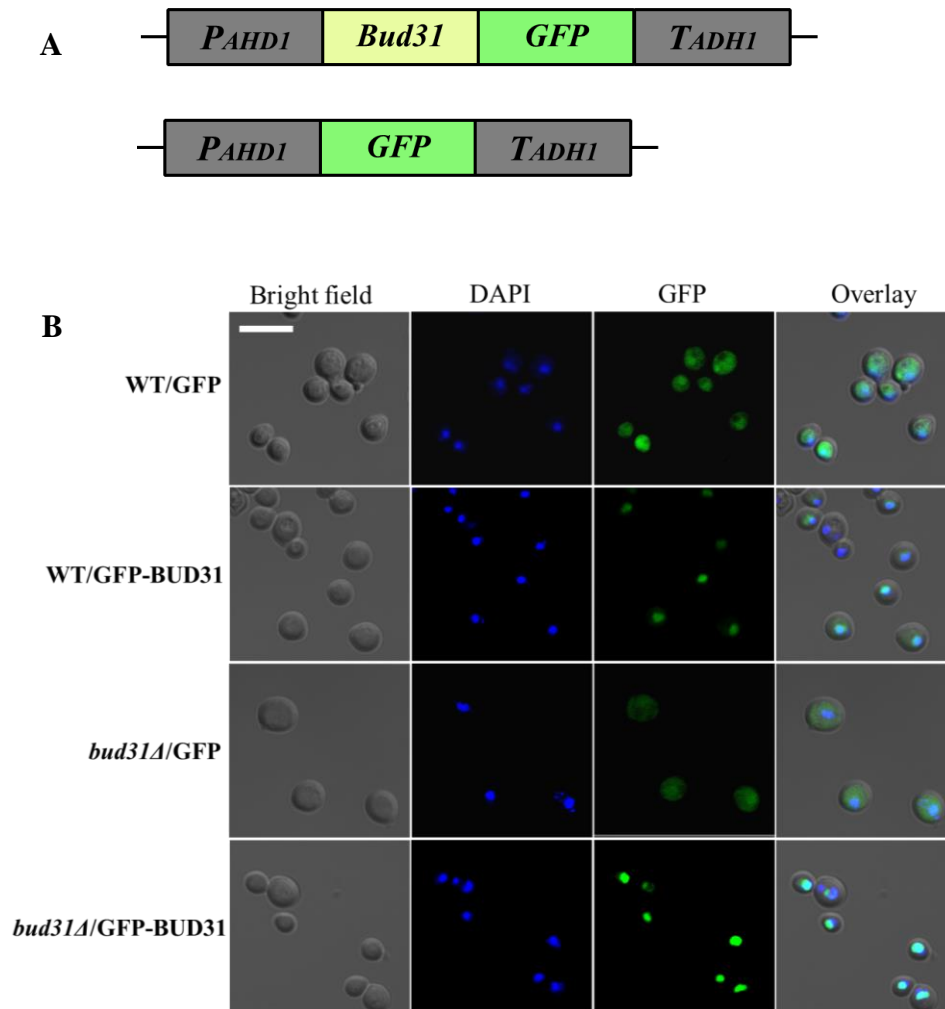 A
PAHD1 Bud31 GFP TADH1
PAHD1 GFP TADH1
B
Bright field DAPI GFP Overlay
WT/GFP
WT/GFP-BUD31
bud31Δ/GFP
bud31Δ/GFP-BUD31